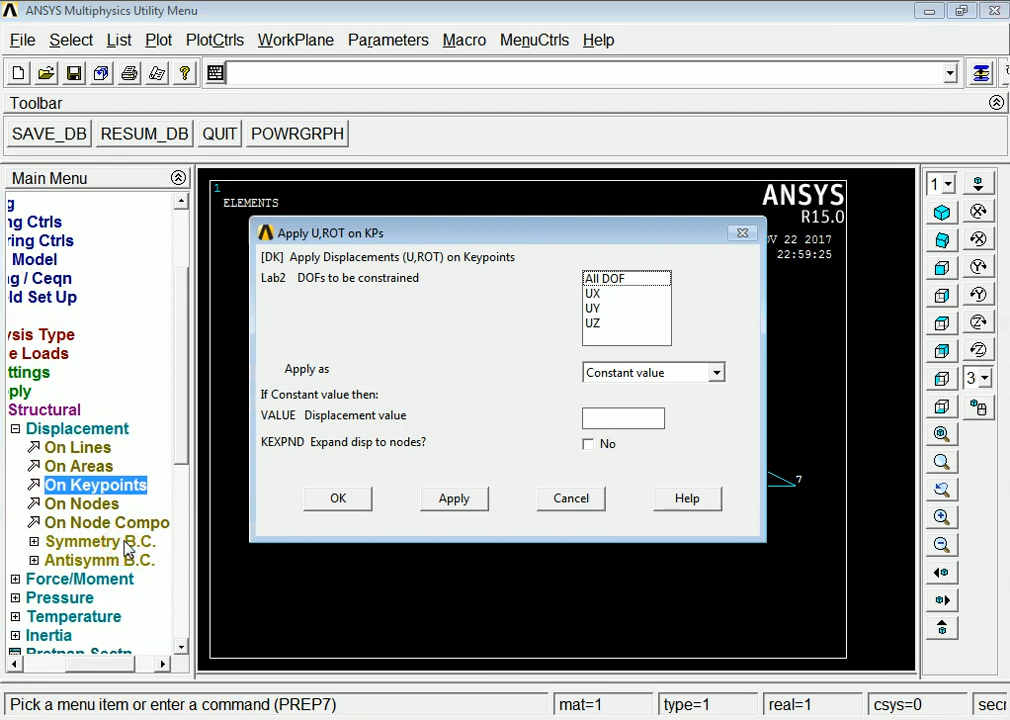 ANSYS Multiphysics Utility Menu
File Select List Plot PlotCtrls WorkPlane Parameters Macro MenuCtrls Help
Toolbar
SAVE_DB RESUM_DB QUIT POWRGRPH
Main Menu
g
ng Ctrls
ring Ctrls
Model
ng / Ceqn
ld Set Up
ysis Type
e Loads
ttings
ply
Structural
Displacement
On Lines
On Areas
On Keypoints
On Nodes
On Node Compo
Symmetry B.C.
Antisymm B.C.
Force/Moment
Pressure
Temperature
Inertia
1
ELEMENTS
ANSYS
R15.0
OV 22 2017
22:59:25
7
Apply U,ROT on KPs
[DK] Apply Displacements (U,ROT) on Keypoints
Lab2 DOFs to be constrained
All DOF
UX
UY
UZ
Apply as
Constant value
If Constant value then:
VALUE Displacement value
KEXPND Expand disp to nodes?
No
OK Apply Cancel Help
1
3
Pick a menu item or enter a command (PREP7)
mat=1
type=1
real=1
csys=0
secr